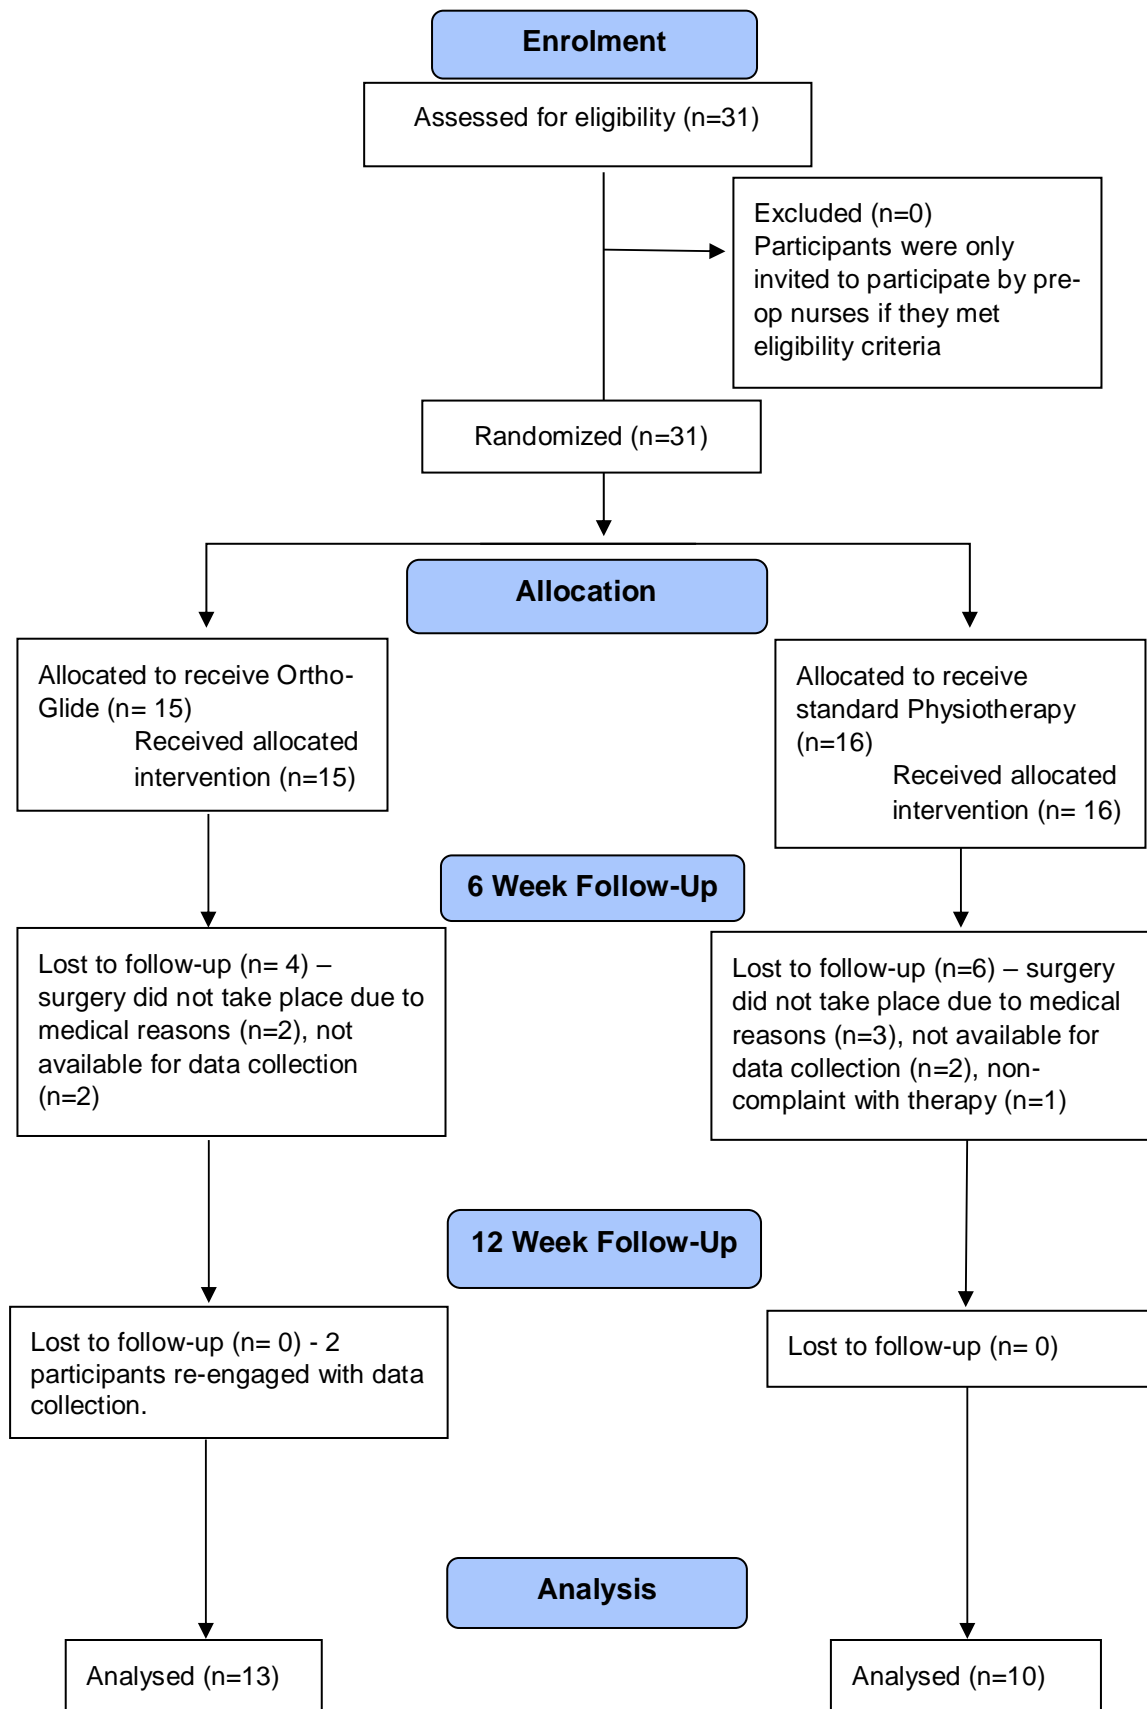 Enrolment
Assessed for eligibility (n=31)
Excluded (n=0)
Participants were only
invited to participate by pre-
op nurses if they met
eligibility criteria
Randomized (n=31)
Allocation
Allocated to receive Ortho-
Glide (n= 15)
Received allocated
intervention (n=15)
Allocated to receive
standard Physiotherapy
(n=16)
Received allocated
intervention (n= 16)
6 Week Follow-Up
Lost to follow-up (n= 4) –
surgery did not take place due to
medical reasons (n=2), not
available for data collection
(n=2)
Lost to follow-up (n=6) – surgery
did not take place due to medical
reasons (n=3), not available for
data collection (n=2), non-
complaint with therapy (n=1)
12 Week Follow-Up
Lost to follow-up (n= 0) - 2
participants re-engaged with data
collection.
Lost to follow-up (n= 0)
Analysis
Analysed (n=13)
Analysed (n=10)